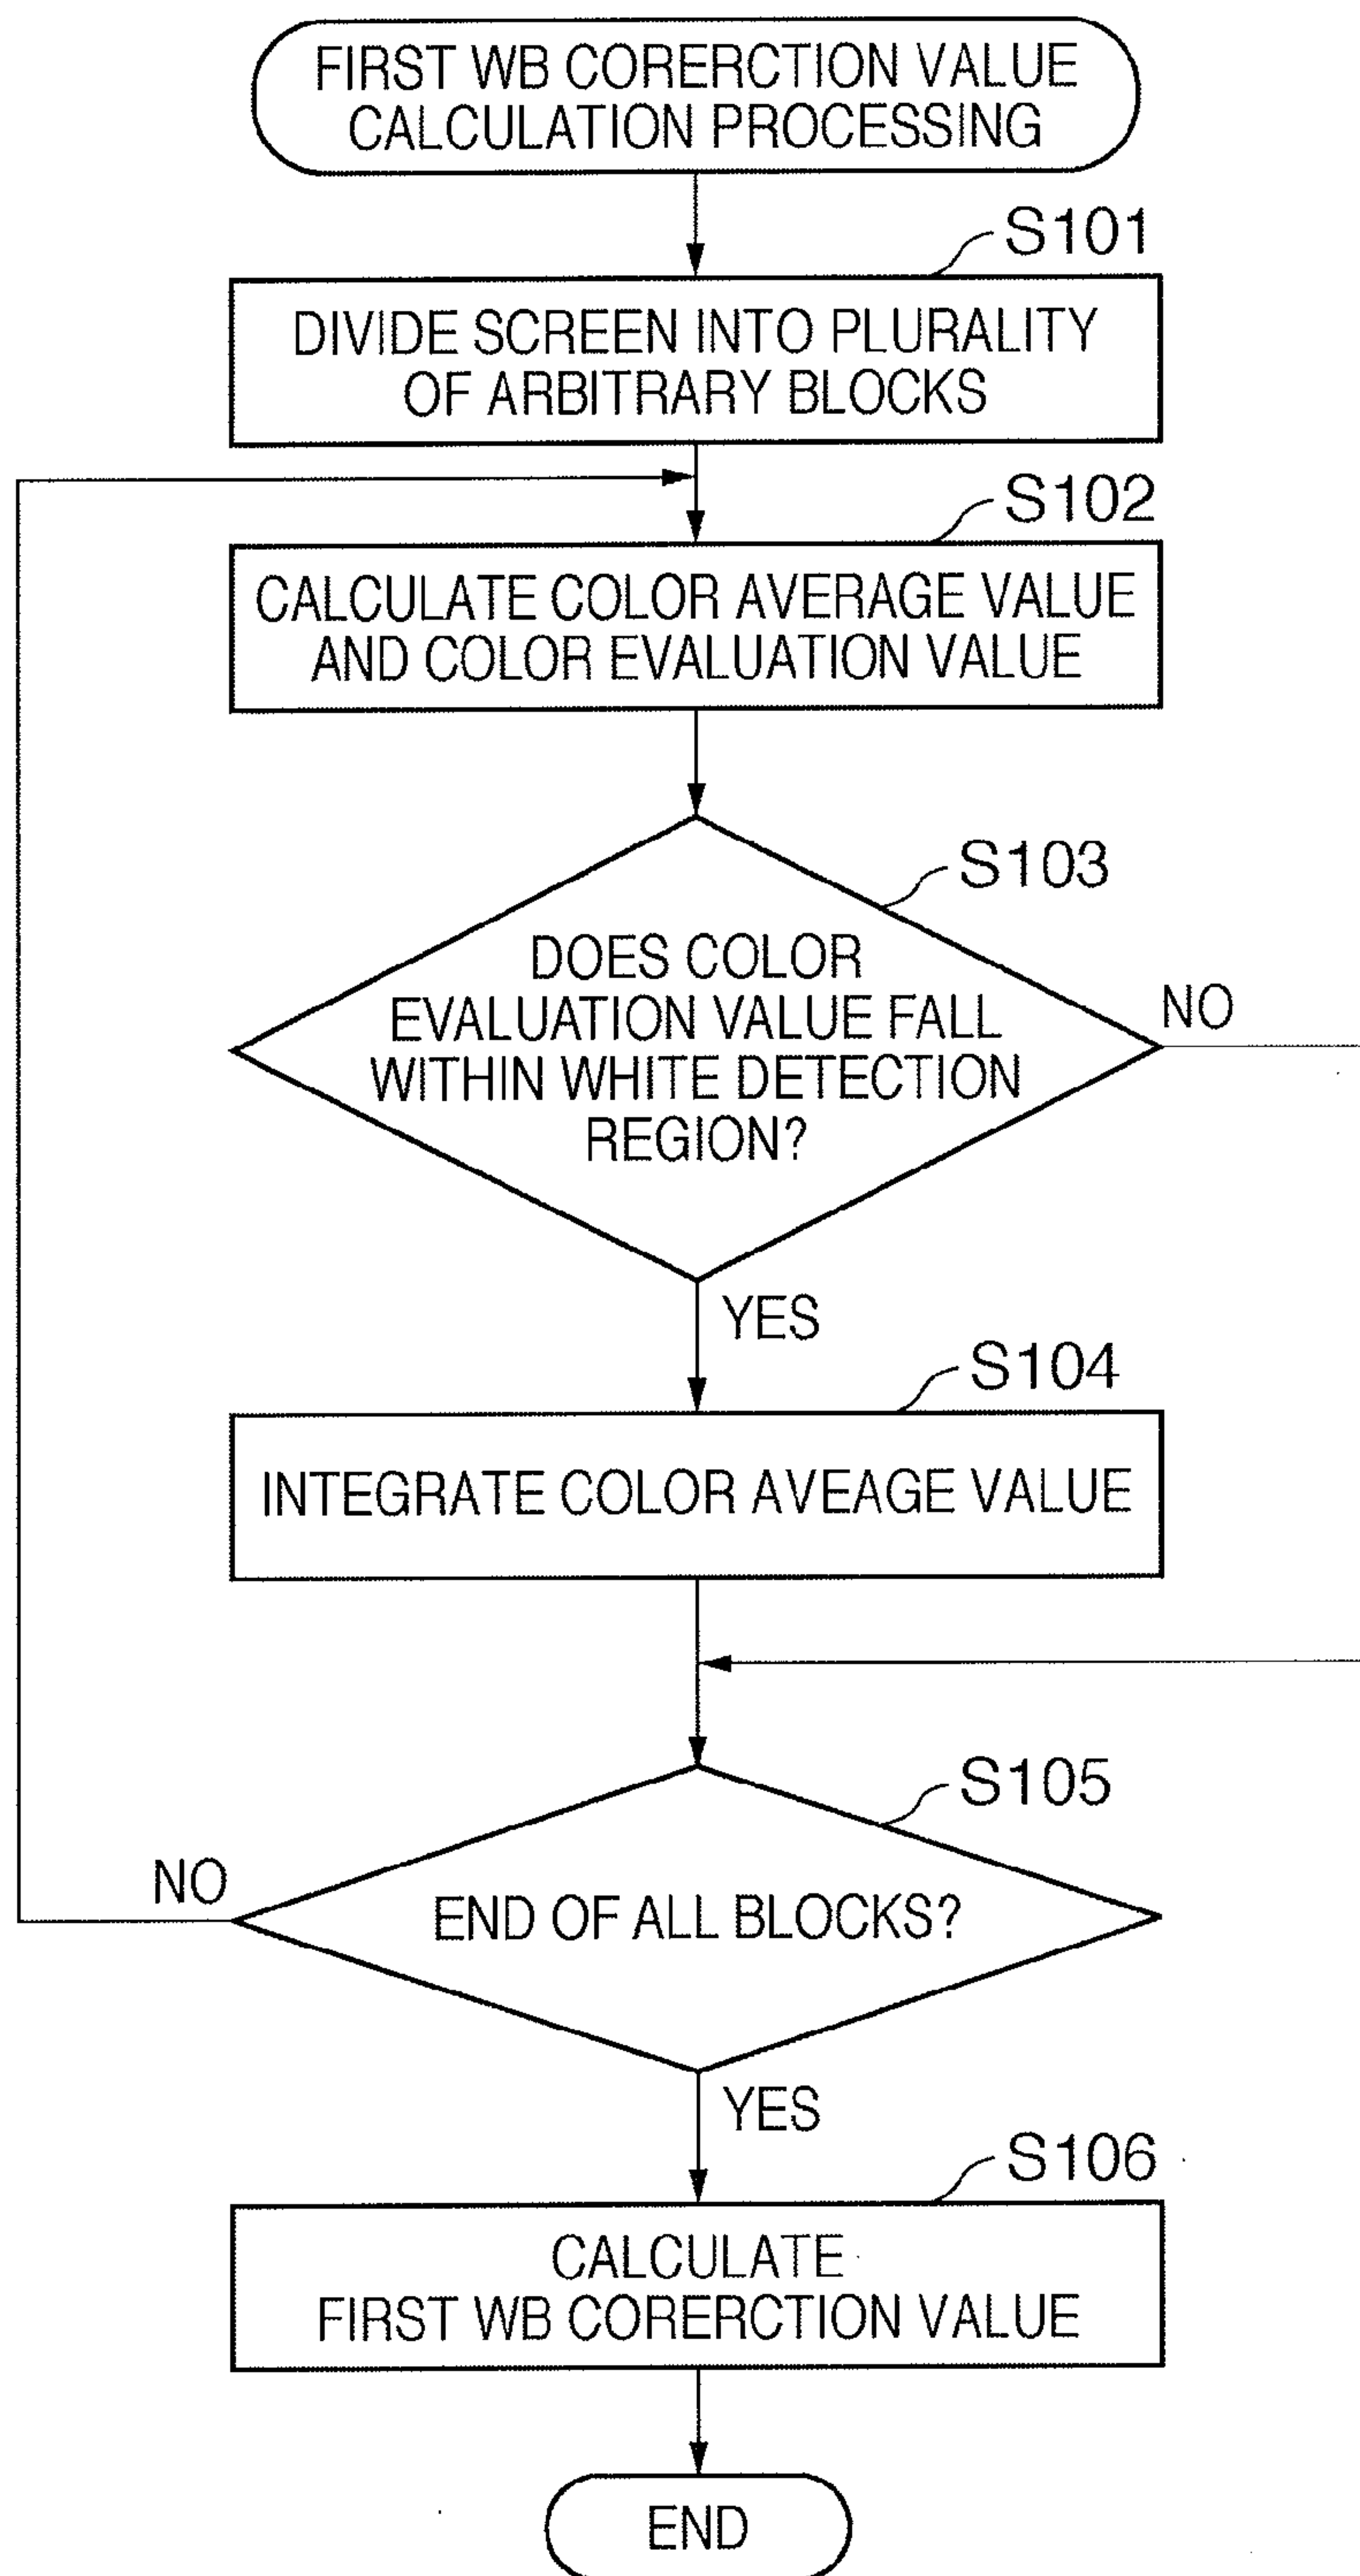 FIRST WB CORERCTION VALUE
CALCULATION PROCESSING
S101
DIVIDE SCREEN INTO PLURALITY
OF ARBITRARY BLOCKS
S102
CALCULATE COLOR AVERAGE VALUE
AND COLOR EVALUATION VALUE
S103
DOES COLOR
EVALUATION VALUE FALL
WITHIN WHITE DETECTION
REGION?
NO
YES
S104
INTEGRATE COLOR AVEAGE VALUE
S105
NO
END OF ALL BLOCKS?
YES
S106
CALCULATE
FIRST WB CORERCTION VALUE
END